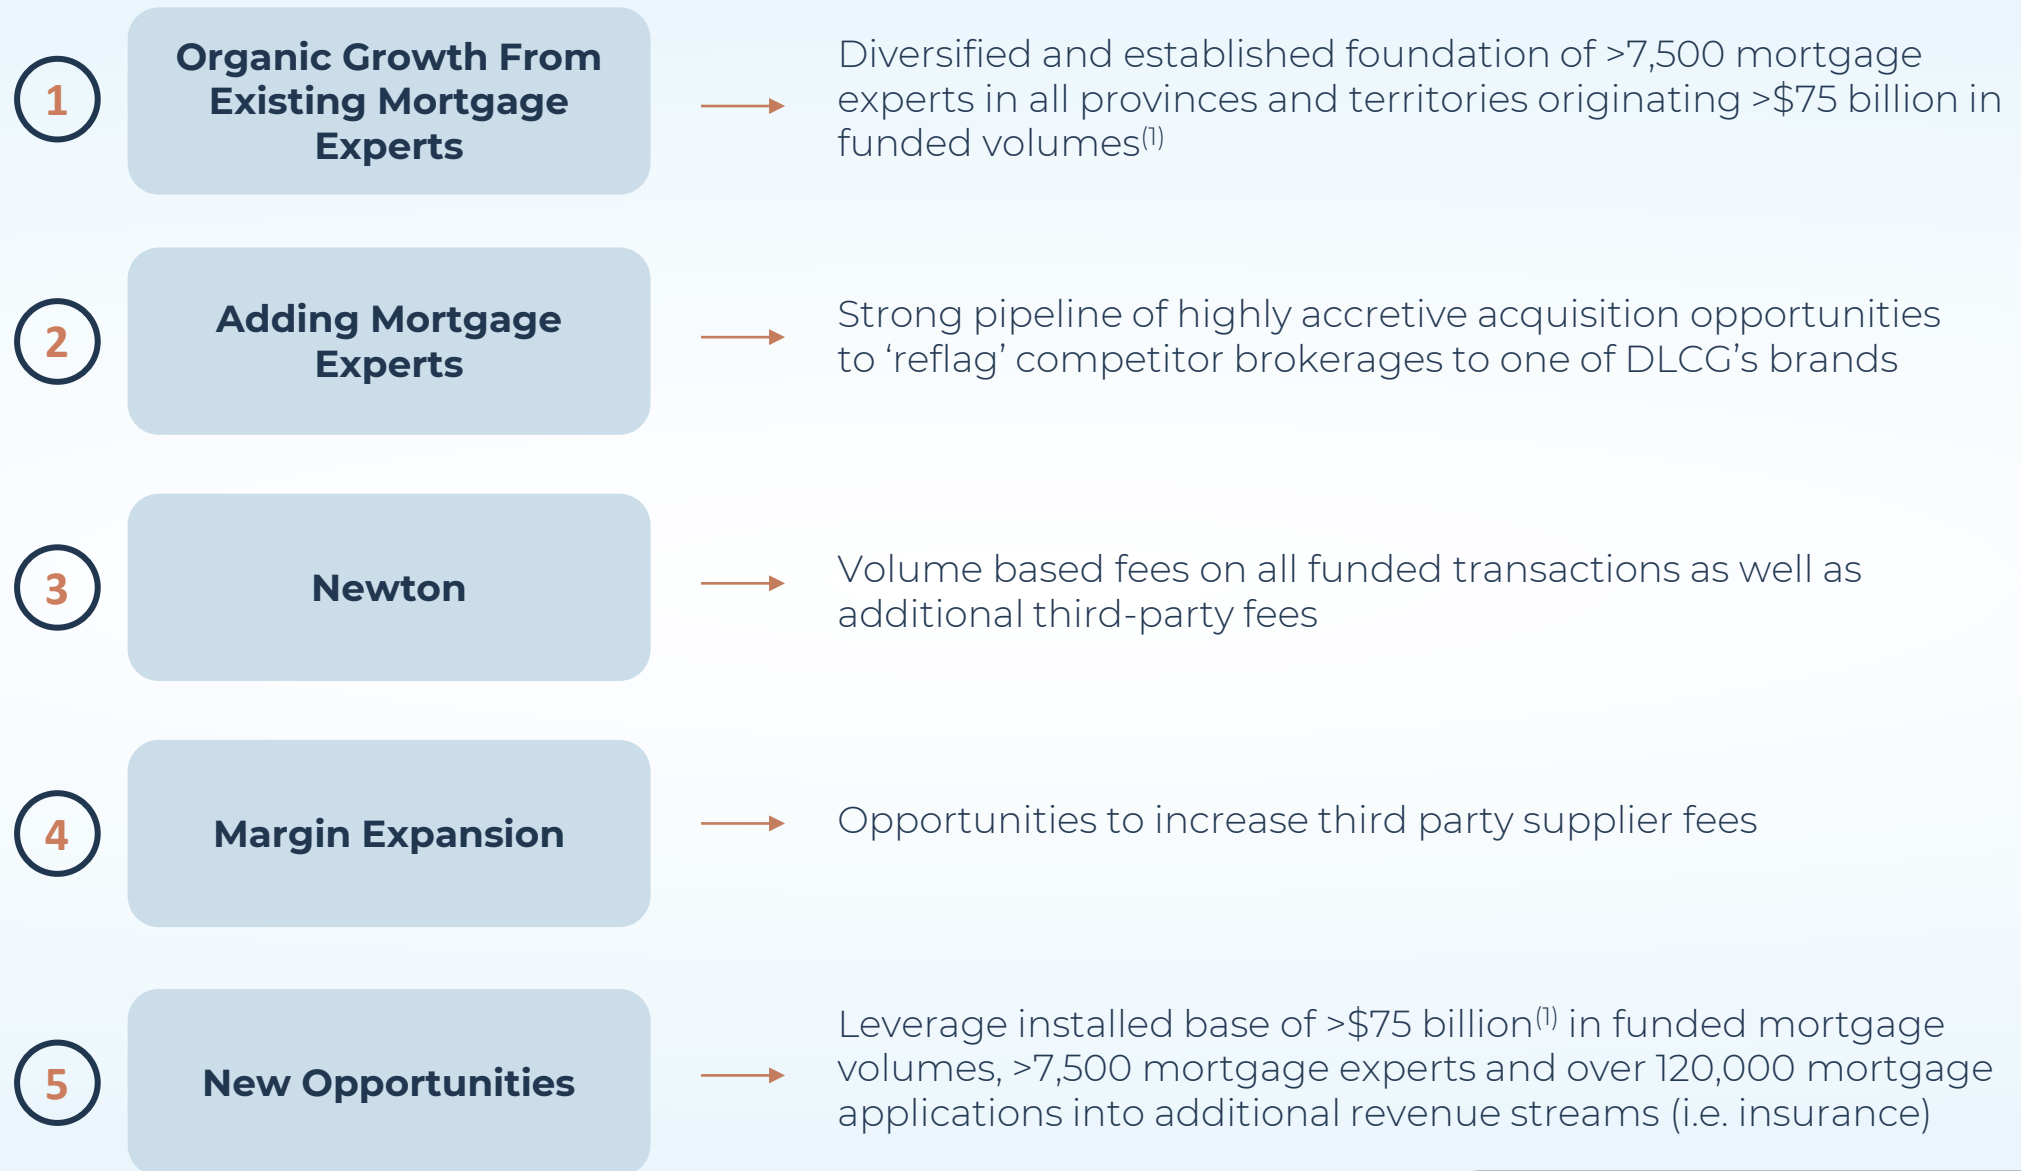 1
Organic Growth From
Existing Mortgage
Experts
Diversified and established foundation of >7,500 mortgage
experts in all provinces and territories originating >$75 billion in
funded volumes(1)
2
Adding Mortgage
Experts
Strong pipeline of highly accretive acquisition opportunities
to ‘reflag’ competitor brokerages to one of DLCG’s brands
3
Newton
Volume based fees on all funded transactions as well as
additional third-party fees
4
Margin Expansion
Opportunities to increase third party supplier fees
5
New Opportunities
Leverage installed base of >$75 billion(1) in funded mortgage
volumes, >7,500 mortgage experts and over 120,000 mortgage
applications into additional revenue streams (i.e. insurance)